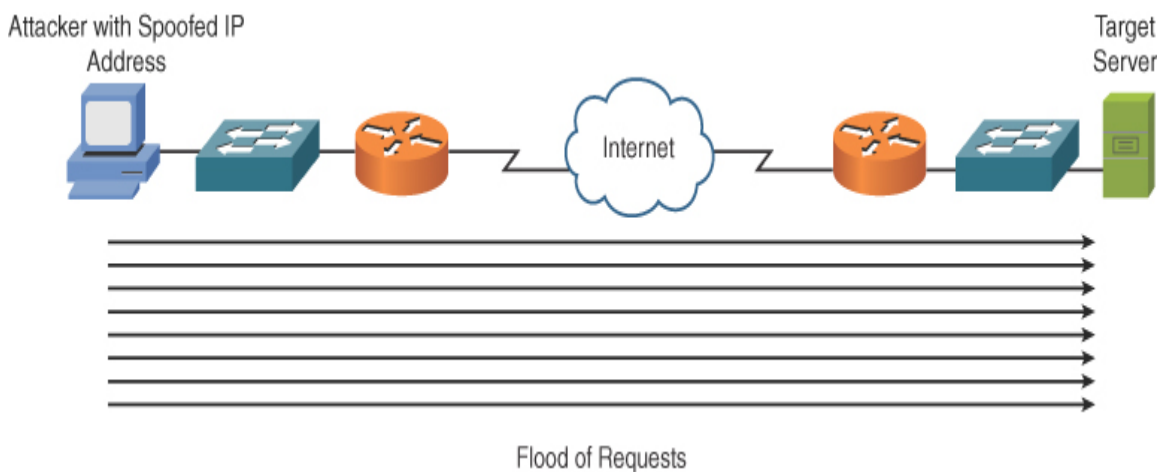 Attacker with Spoofed IP
Address
Target
Server
Internet
Flood of Requests